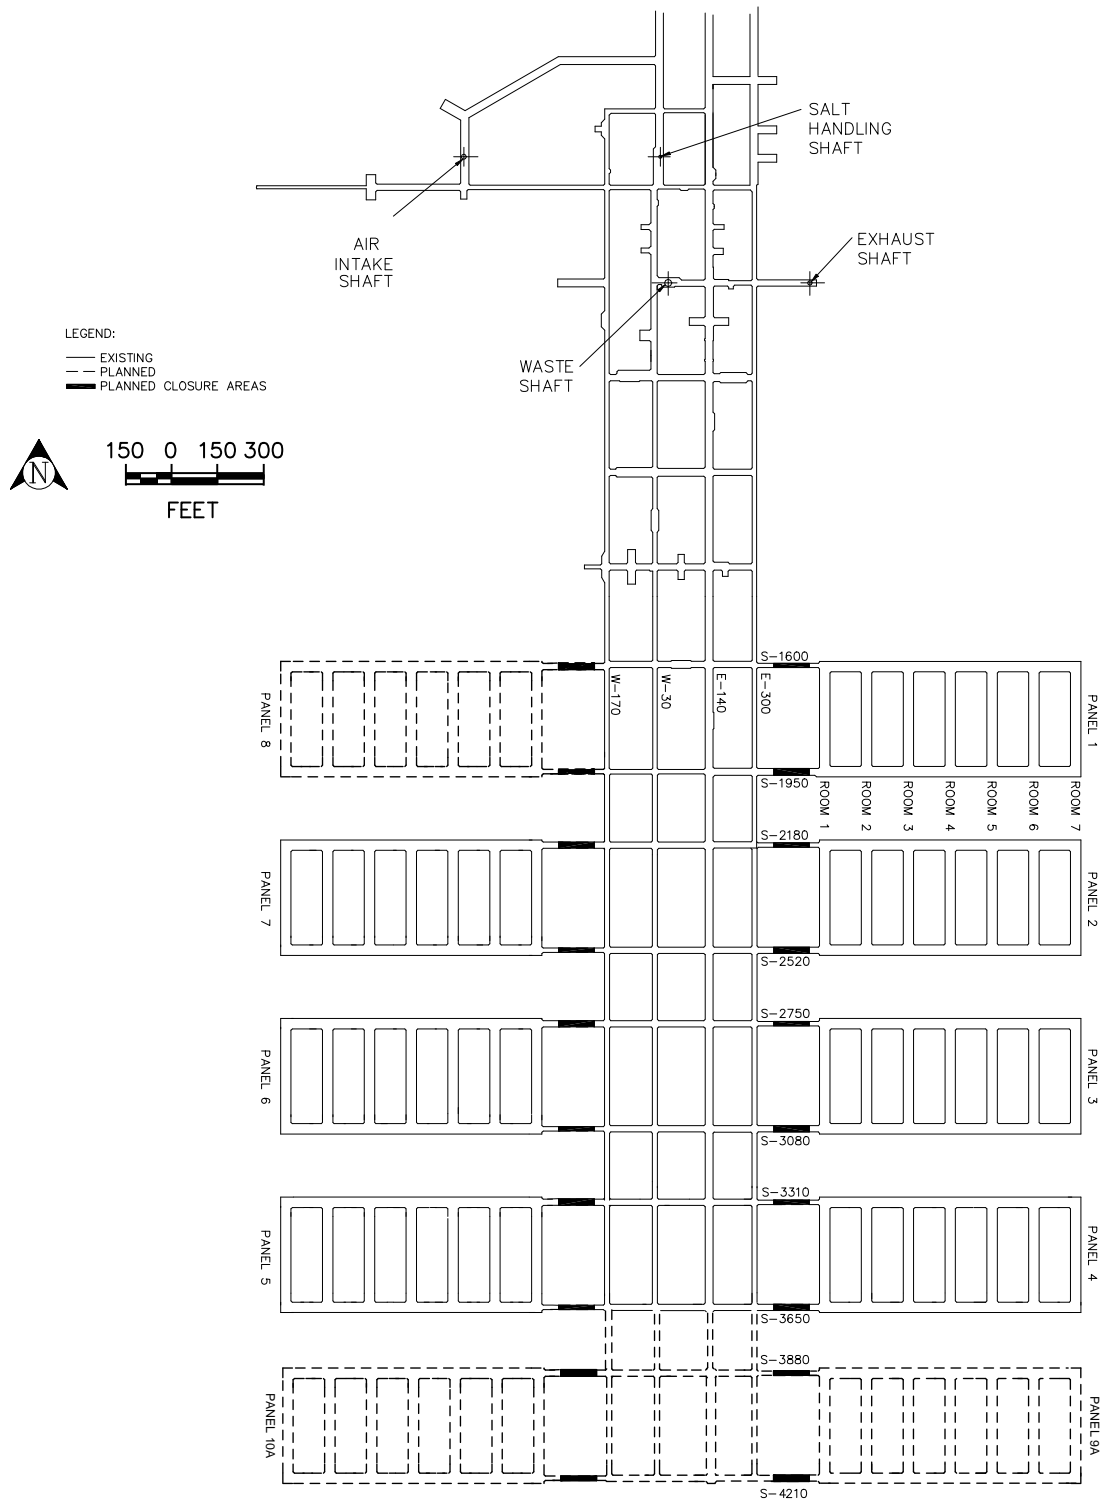 SALT
HANDLING
SHAFT
AIR
INTAKE
SHAFT
EXHAUST
SHAFT
LEGEND:
EXISTING
PLANNED
PLANNED CLOSURE AREAS
WASTE
SHAFT
N
150 0 150 300
FEET
S-1600
PANEL 8
W-170
W-30
E-140
E-300
PANEL 1
S-1950
ROOM 1
ROOM 2
ROOM 3
ROOM 4
ROOM 5
ROOM 6
ROOM 7
S-2180
PANEL 7
PANEL 2
S-2520
S-2750
PANEL 6
PANEL 3
S-3080
S-3310
PANEL 5
PANEL 4
S-3650
S-3880
PANEL 10A
PANEL 9A
S-4210